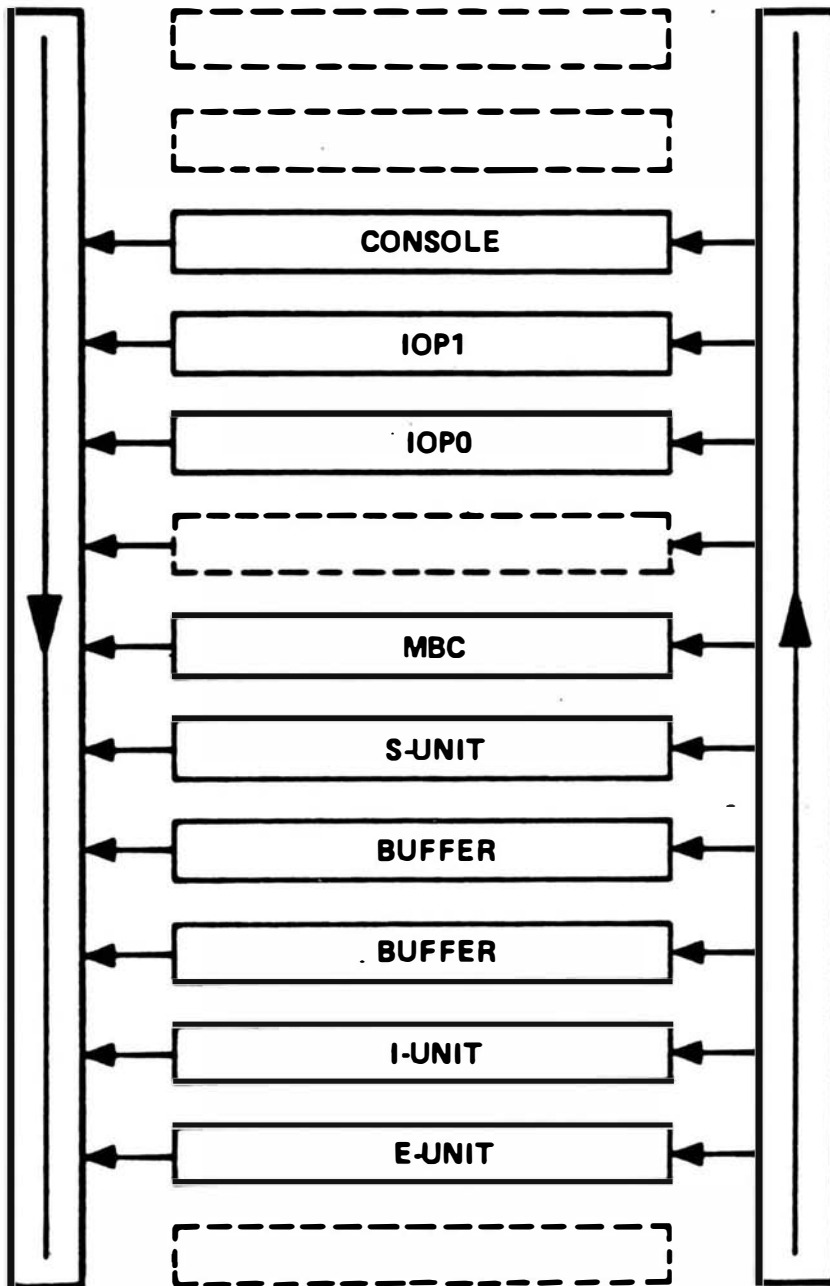 CONSOLE
IOP1
IOP0
MBC
S-UNIT
BUFFER
BUFFER
I-UNIT
E-UNIT